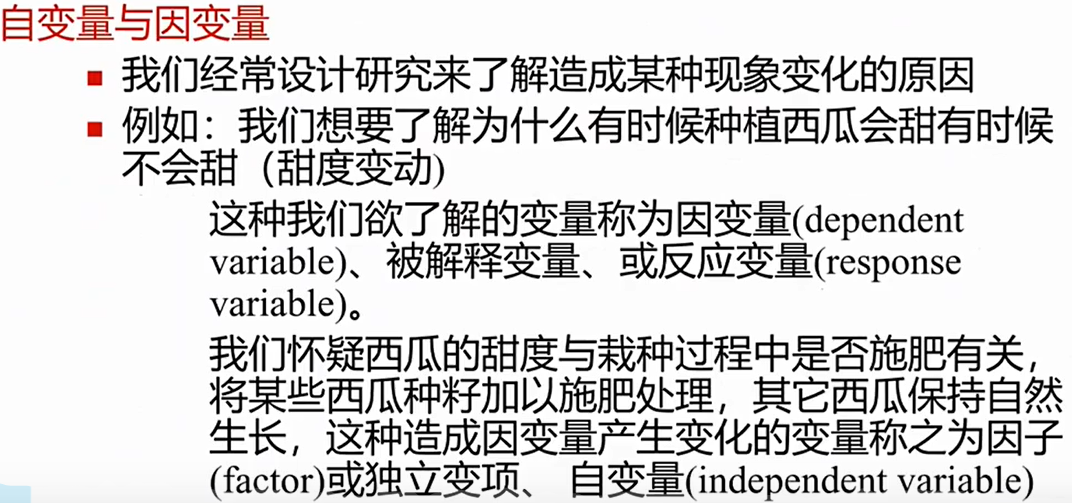 自变量与因变量
我们经常设计研究来了解造成某种现象变化的原因
例如：我们想要了解为什么有时候种植西瓜会甜有时候
不会甜（甜度变动)
这种我们欲了解的变量称为因变量(dependent
variable)、被解释变量、或反应变量(response
variable)。
我们怀疑西瓜的甜度与栽种过程中是否施肥有关，
将某些西瓜种籽加以施肥处理，其它西瓜保持自然
生长，这种造成因变量产生变化的变量称之为因子
(factor)或独立变项、 自变量(independent variable)